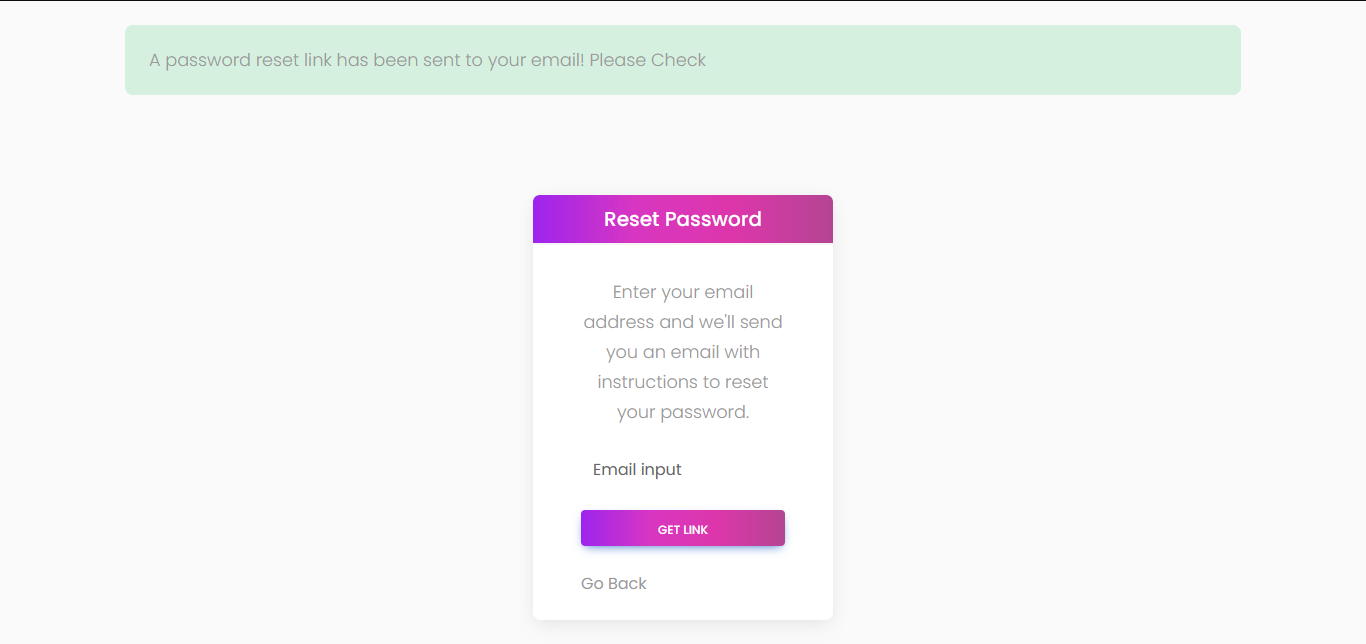 A password reset link has been sent to your email! Please Check
Reset Password
Enter your email
address and we'll send
you an email with
instructions to reset
your password.
Email input
GET LINK
Go Back